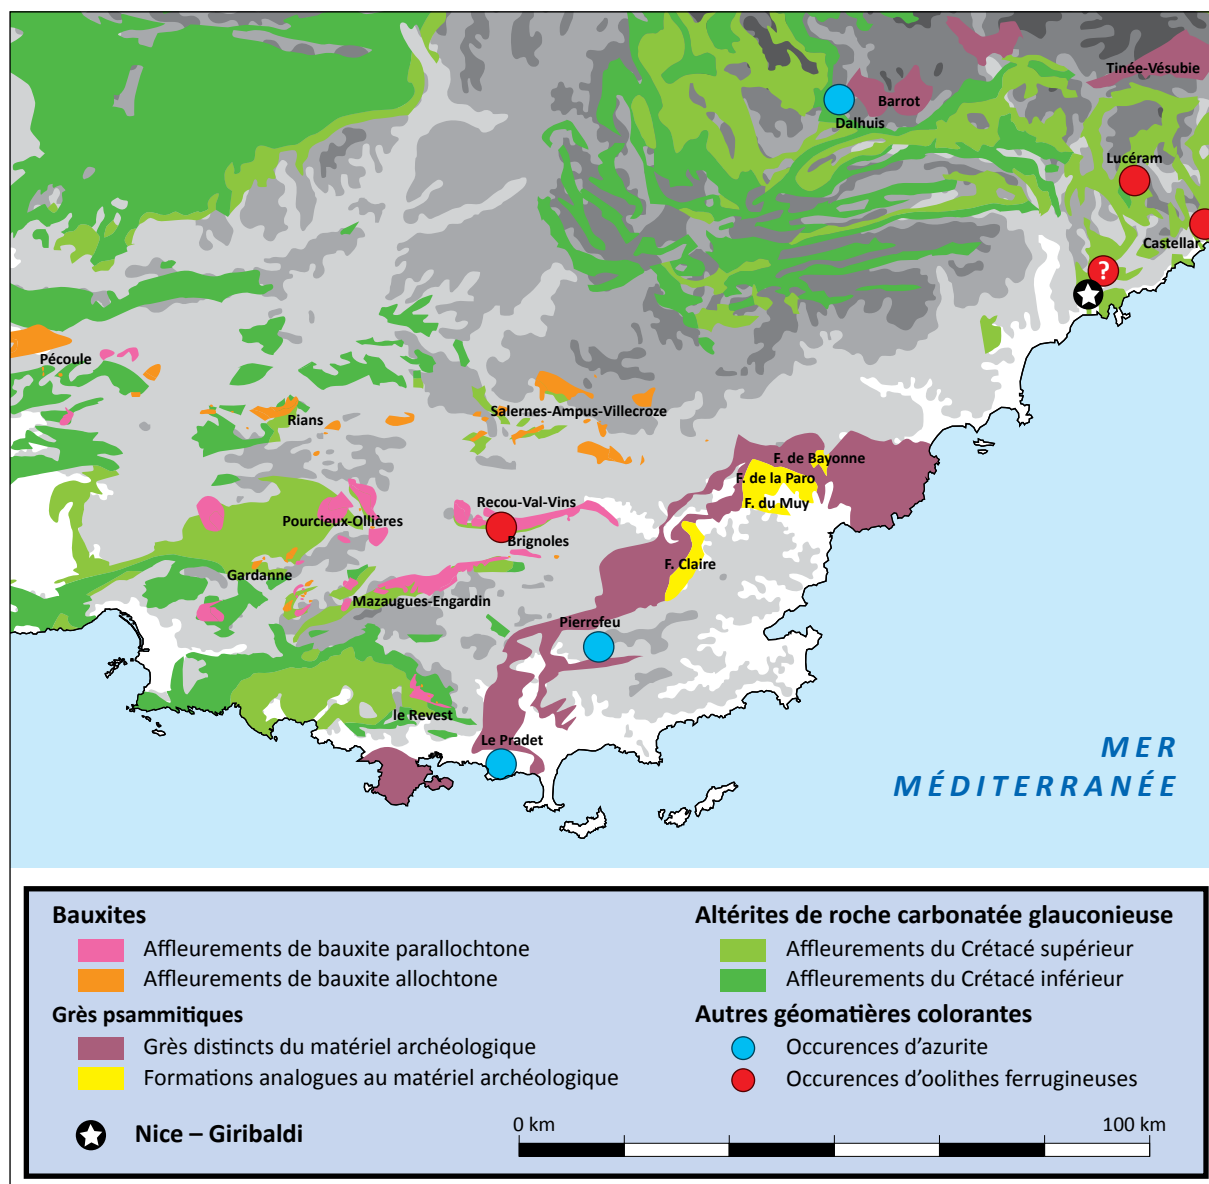 Tinée-Vésubie
Barrot
Dalhuis
Lucéram
Castellar
?
Pécoule
Rians
Salernes-Ampus-Villecroze
F. de Bayonne
F. de la Paro
F. du Muy
Recou-Val-Vins
Pourcieux-Ollières
Brignoles
F. Claire
Gardanne
Mazaugues-Engardin
Pierrefeu
le Revest
Le Pradet
MER
MÉDITERRANÉE
Bauxites
Affleurements de bauxite parallochtone
Affleurements de bauxite allochtone
Grès psammitiques
Grès distincts du matériel archéologique
Formations analogues au matériel archéologique
Nice – Giribaldi
Altérites de roche carbonatée glauconieuse
Affleurements du Crétacé supérieur
Affleurements du Crétacé inférieur
Autres géomatières colorantes
Occurences d'azurite
Occurences d'oolithes ferrugineuses
0 km
100 km